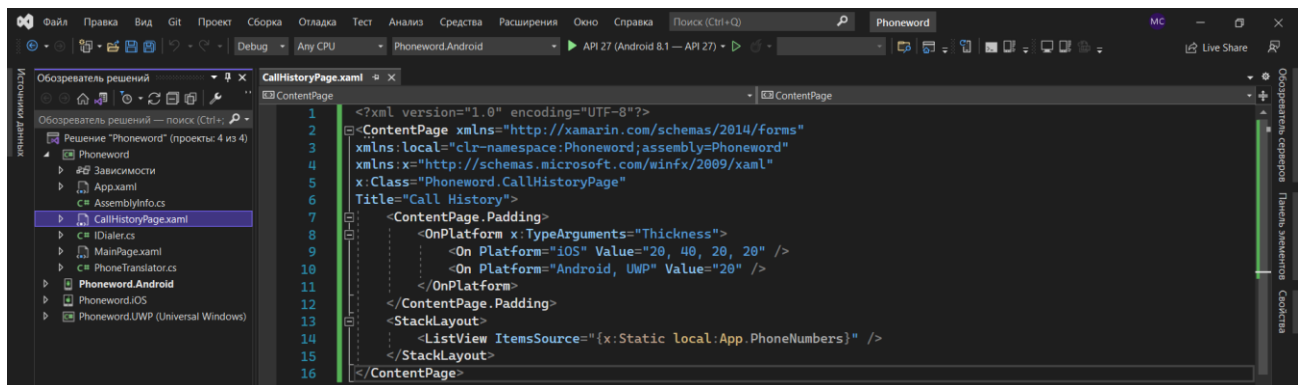 Файл Правка Вид Git Проект Сборка Отладка Тест Анализ Средства Расширения Окно Справка Поиск (Ctrl+Q) Phoneword MC
Debug Any CPU Phoneword.Android API 27 (Android 8.1 — API 27) Live Share
Источники данных
Обозреватель решений
Обозреватель решений — поиск (Ctrl+;
Решение "Phoneword" (проекты: 4 из 4)
Phoneword
Зависимости
App.xaml
C# AssemblyInfo.cs
CallHistoryPage.xaml
C# IDialer.cs
MainPage.xaml
C# PhoneTranslator.cs
Phoneword.Android
Phoneword.iOS
Phoneword.UWP (Universal Windows)
CallHistoryPage.xaml
ContentPage ContentPage
1 <?xml version="1.0" encoding="UTF-8"?>
2 <ContentPage xmlns="http://xamarin.com/schemas/2014/forms"
3 xmlns:local="clr-namespace:Phoneword;assembly=Phoneword"
4 xmlns:x="http://schemas.microsoft.com/winfx/2009/xaml"
5 x:Class="Phoneword.CallHistoryPage"
6 Title="Call History">
7 <ContentPage.Padding>
8 <OnPlatform x:TypeArguments="Thickness">
9 <On Platform="iOS" Value="20, 40, 20, 20" />
10 <On Platform="Android, UWP" Value="20" />
11 </OnPlatform>
12 </ContentPage.Padding>
13 <StackLayout>
14 <ListView ItemsSource="{x:Static local:App.PhoneNumbers}" />
15 </StackLayout>
16 </ContentPage>
Обозреватель серверов
Панель элементов
Свойства